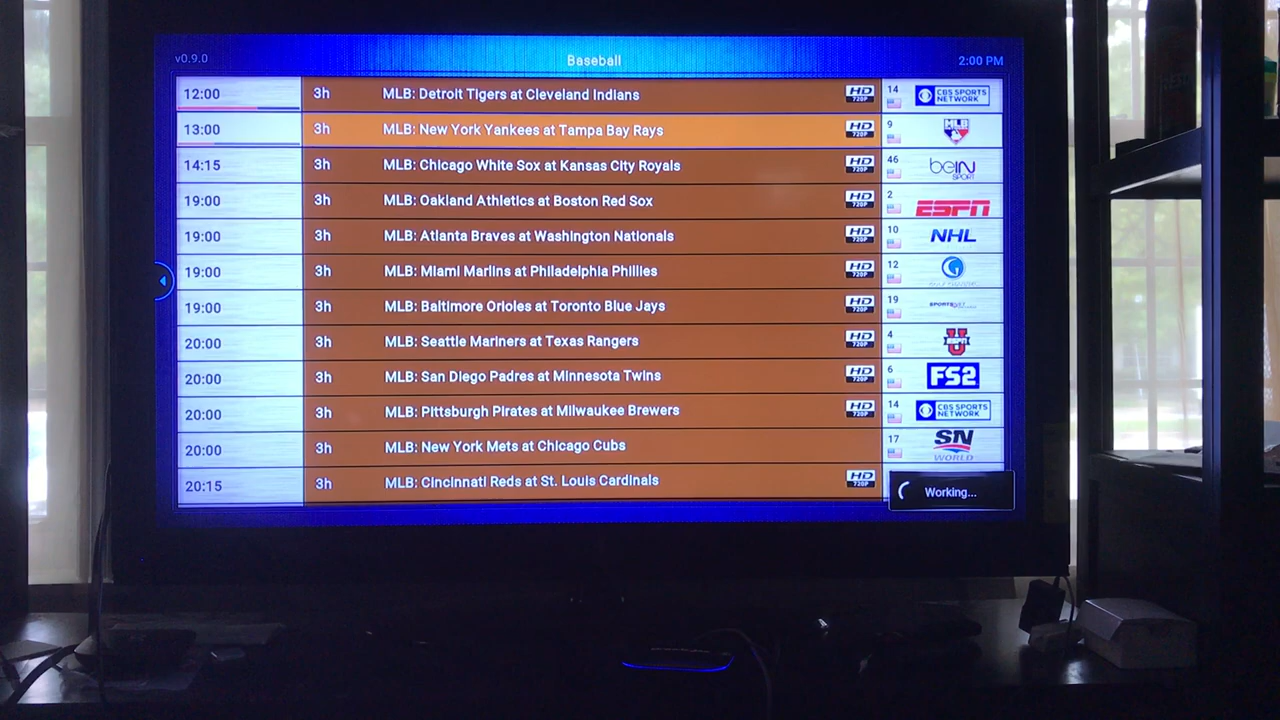 v0.9.0 Baseball 2:00 PM
12:00 3h MLB: Detroit Tigers at Cleveland Indians HD 720P 14 CBS SPORTS NETWORK
13:00 3h MLB: New York Yankees at Tampa Bay Rays HD 720P 9 MLB
14:15 3h MLB: Chicago White Sox at Kansas City Royals HD 720P 46 beIN SPORT
19:00 3h MLB: Oakland Athletics at Boston Red Sox HD 720P 2 ESPN
19:00 3h MLB: Atlanta Braves at Washington Nationals HD 720P 10 NHL
19:00 3h MLB: Miami Marlins at Philadelphia Phillies HD 720P 12
19:00 3h MLB: Baltimore Orioles at Toronto Blue Jays HD 720P 19
20:00 3h MLB: Seattle Mariners at Texas Rangers HD 720P 4 ESPN U
20:00 3h MLB: San Diego Padres at Minnesota Twins HD 720P 6 FS2
20:00 3h MLB: Pittsburgh Pirates at Milwaukee Brewers HD 720P 14 CBS SPORTS NETWORK
20:00 3h MLB: New York Mets at Chicago Cubs 17 SN WORLD
20:15 3h MLB: Cincinnati Reds at St. Louis Cardinals HD 720P
Working...